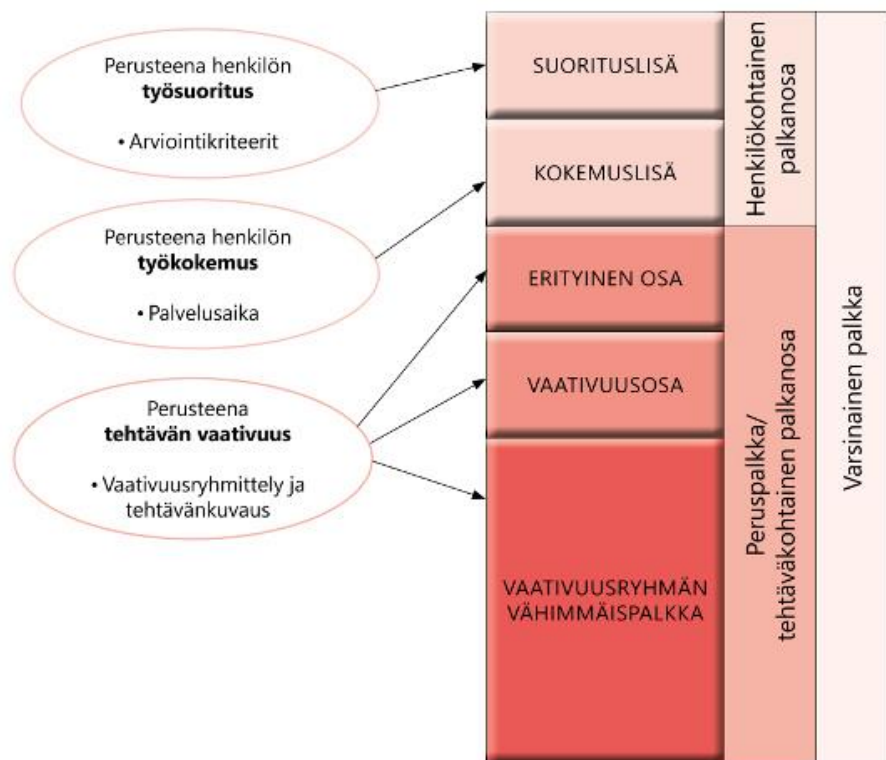 Perusteena henkilön
työsuoritus
• Arviointikriteerit
Perusteena henkilön
työkokemus
• Palvelusaika
Perusteena
tehtävän vaativuus
• Vaativuusryhmittely ja
tehtävänkuvaus
SUORITUSLISÄ
KOKEMUSLISÄ
ERITYINEN OSA
VAATIVUUSOSA
VAATIVUUSRYHMÄN
VÄHIMMÄISPALKKA
Henkilökohtainen
palkanosa
Peruspalkka/
tehtäväkohtainen palkanosa
Varsinainen palkka